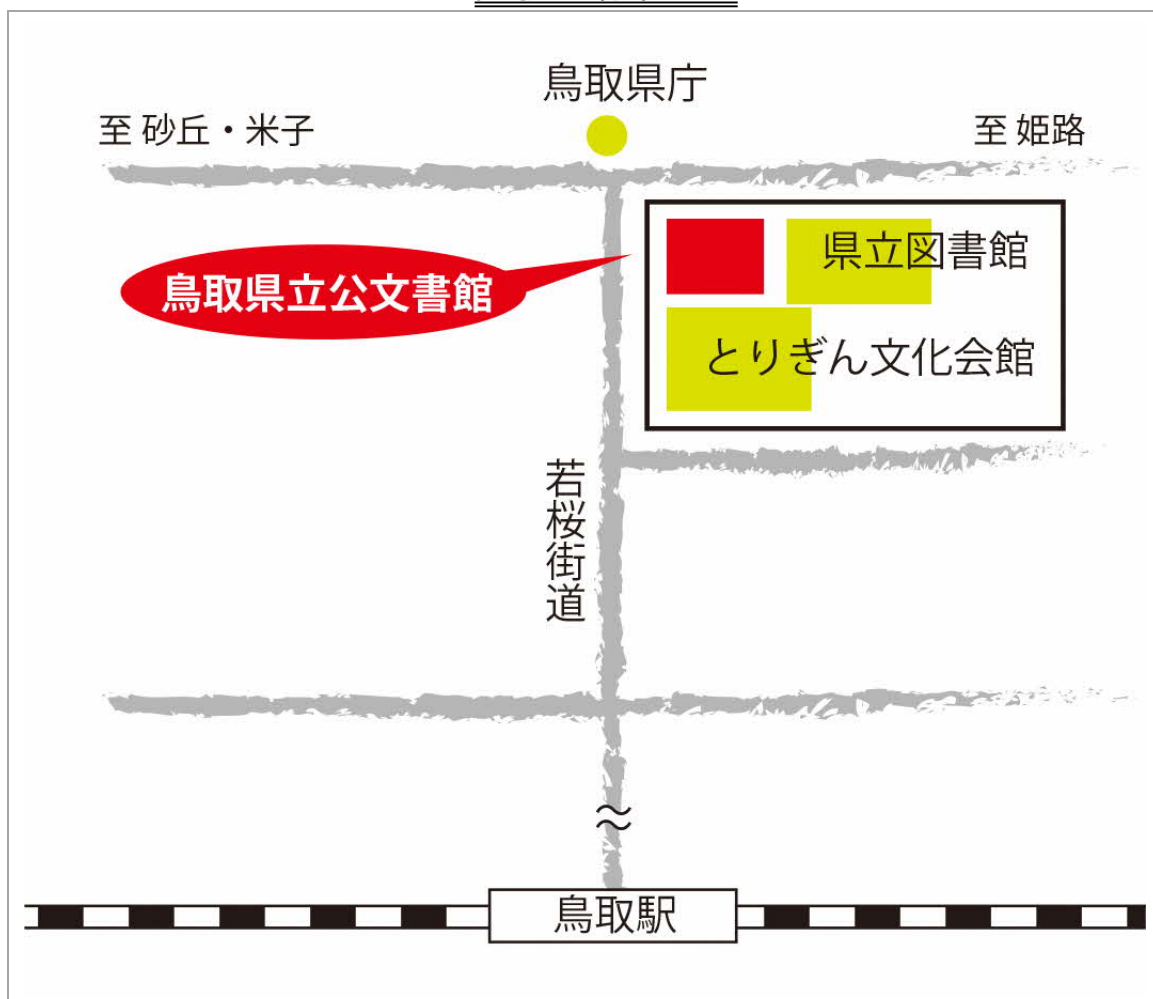 鳥取県庁
至 砂丘・米子
至 姫路
県立図書館
鳥取県立公文書館
とりぎん文化会館
若桜街道
鳥取駅